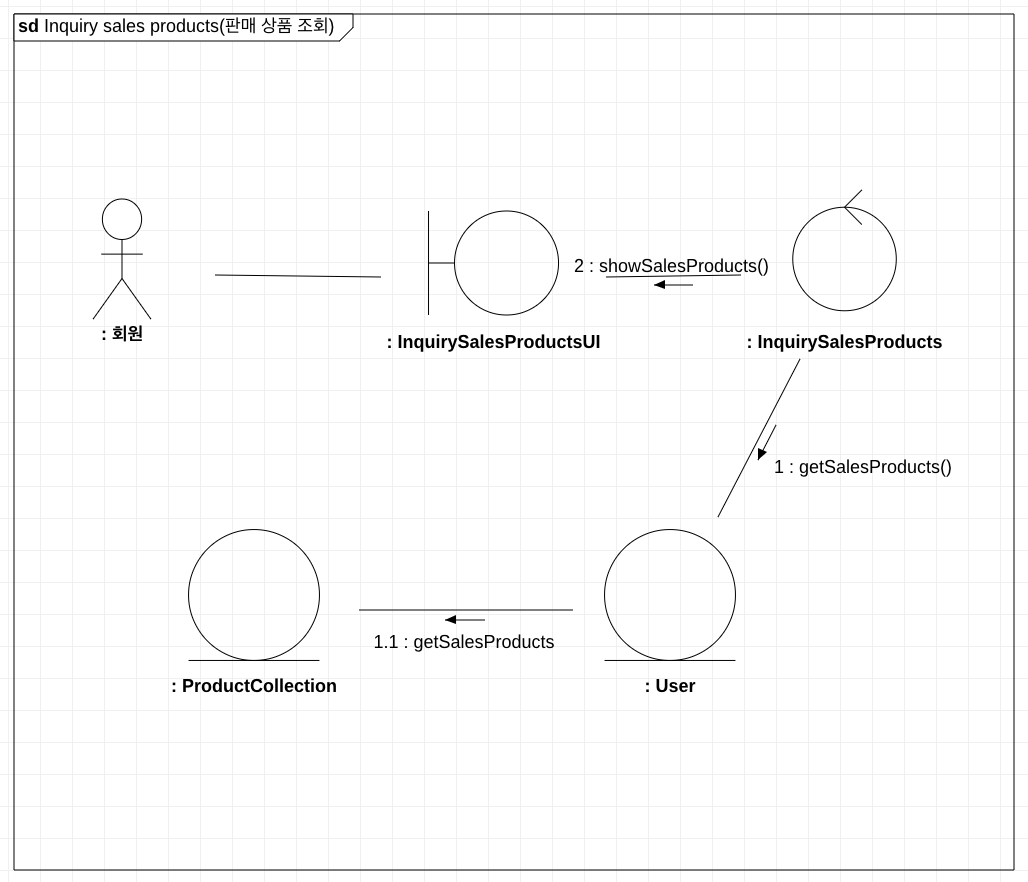 sd Inquiry sales products(판매 상품 조회)
2 : showSalesProducts()
: 회원
: InquirySalesProductsUI
: InquirySalesProducts
1 : getSalesProducts()
1.1 : getSalesProducts
: ProductCollection
: User